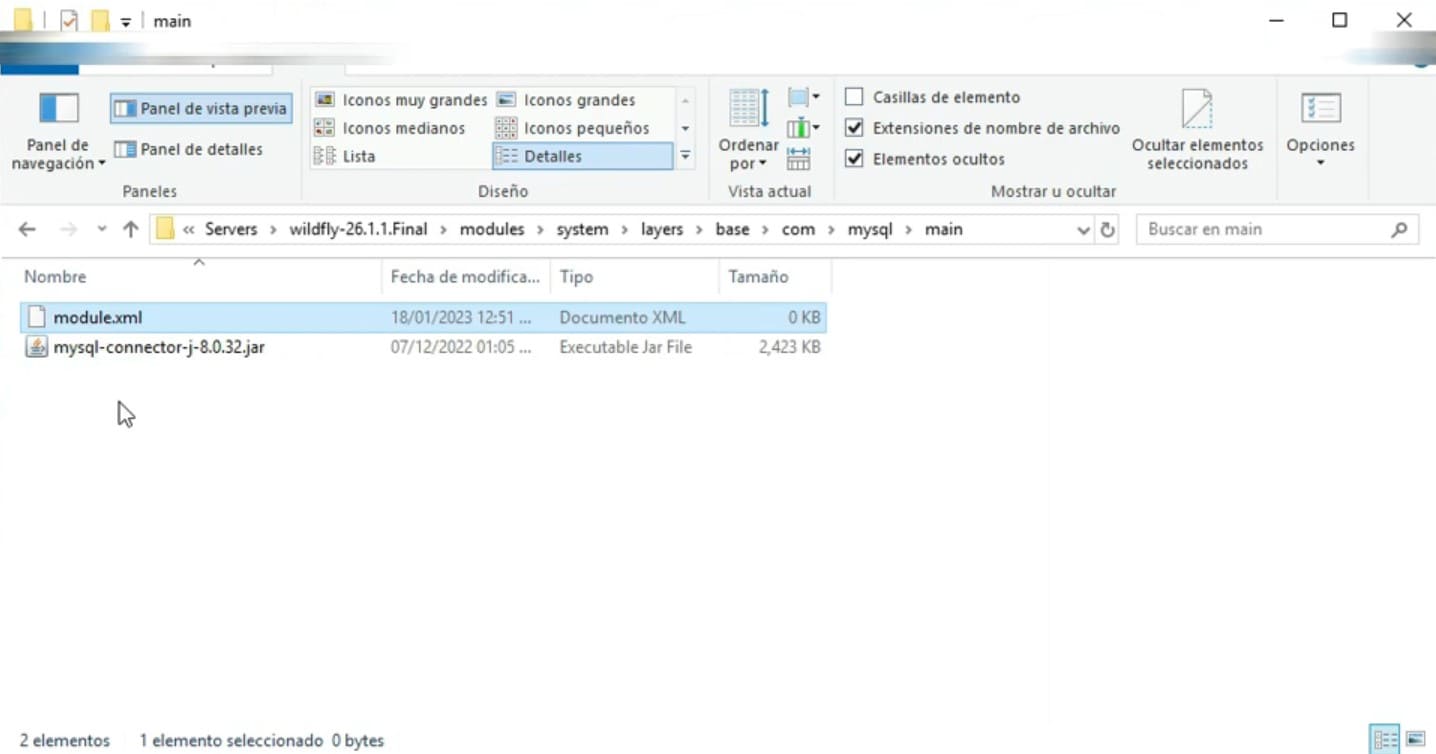 main
Panel de navegación
Panel de vista previa
Panel de detalles
Paneles
Iconos muy grandes
Iconos grandes
Iconos medianos
Iconos pequeños
Lista
Detalles
Diseño
Ordenar por
Vista actual
Casillas de elemento
Extensiones de nombre de archivo
Elementos ocultos
Ocultar elementos seleccionados
Mostrar u ocultar
Opciones
« Servers › wildfly-26.1.1.Final › modules › system › layers › base › com › mysql › main
Buscar en main
Nombre Fecha de modifica... Tipo Tamaño
module.xml 18/01/2023 12:51 ... Documento XML 0 KB
mysql-connector-j-8.0.32.jar 07/12/2022 01:05 ... Executable Jar File 2,423 KB
2 elementos 1 elemento seleccionado 0 bytes